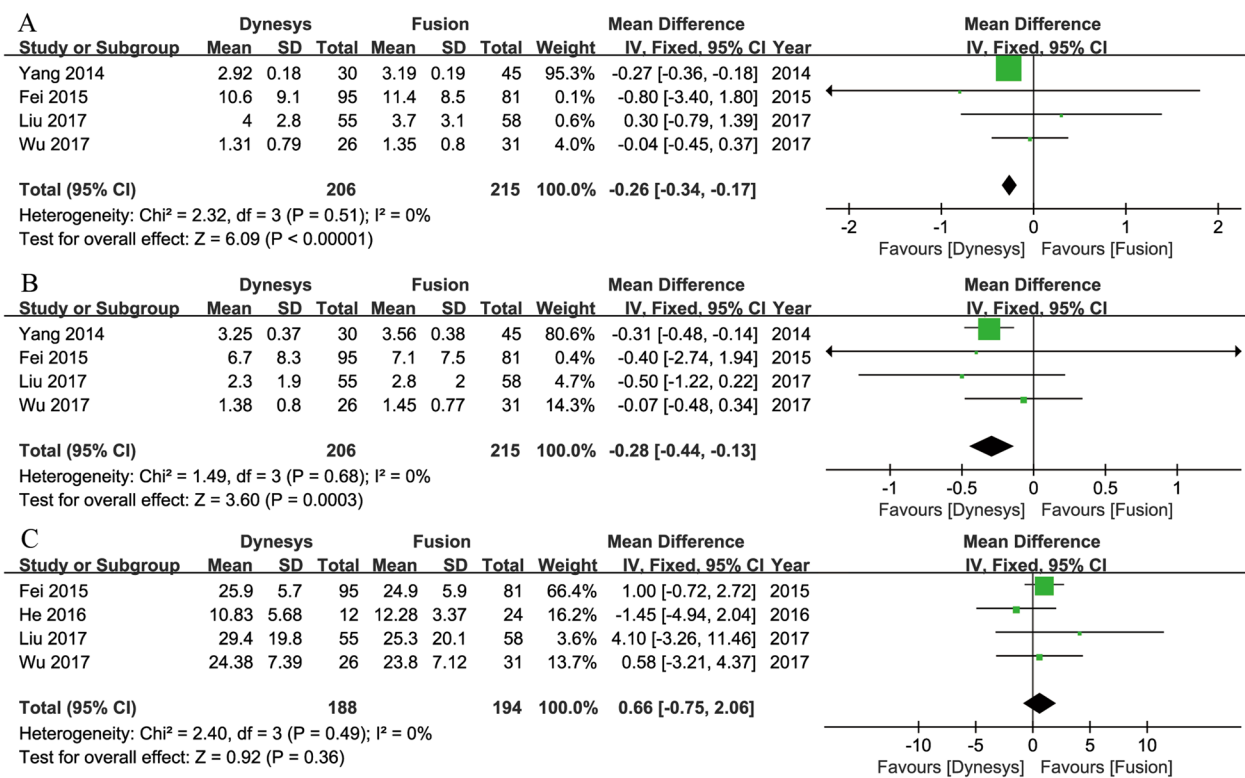 A Dynesys Fusion Mean Difference Mean Difference
Study or Subgroup Mean SD Total Mean SD Total Weight IV, Fixed, 95% CI Year IV, Fixed, 95% CI
Yang 2014 2.92 0.18 30 3.19 0.19 45 95.3% -0.27 [-0.36, -0.18] 2014
Fei 2015 10.6 9.1 95 11.4 8.5 81 0.1% -0.80 [-3.40, 1.80] 2015
Liu 2017 4 2.8 55 3.7 3.1 58 0.6% 0.30 [-0.79, 1.39] 2017
Wu 2017 1.31 0.79 26 1.35 0.8 31 4.0% -0.04 [-0.45, 0.37] 2017
Total (95% CI) 206 215 100.0% -0.26 [-0.34, -0.17]
Heterogeneity: Chi² = 2.32, df = 3 (P = 0.51); I² = 0%
Test for overall effect: Z = 6.09 (P < 0.00001)
-2 -1 0 1 2
Favours [Dynesys] Favours [Fusion]
B Dynesys Fusion Mean Difference Mean Difference
Study or Subgroup Mean SD Total Mean SD Total Weight IV, Fixed, 95% CI Year IV, Fixed, 95% CI
Yang 2014 3.25 0.37 30 3.56 0.38 45 80.6% -0.31 [-0.48, -0.14] 2014
Fei 2015 6.7 8.3 95 7.1 7.5 81 0.4% -0.40 [-2.74, 1.94] 2015
Liu 2017 2.3 1.9 55 2.8 2 58 4.7% -0.50 [-1.22, 0.22] 2017
Wu 2017 1.38 0.8 26 1.45 0.77 31 14.3% -0.07 [-0.48, 0.34] 2017
Total (95% CI) 206 215 100.0% -0.28 [-0.44, -0.13]
Heterogeneity: Chi² = 1.49, df = 3 (P = 0.68); I² = 0%
Test for overall effect: Z = 3.60 (P = 0.0003)
-1 -0.5 0 0.5 1
Favours [Dynesys] Favours [Fusion]
C Dynesys Fusion Mean Difference Mean Difference
Study or Subgroup Mean SD Total Mean SD Total Weight IV, Fixed, 95% CI Year IV, Fixed, 95% CI
Fei 2015 25.9 5.7 95 24.9 5.9 81 66.4% 1.00 [-0.72, 2.72] 2015
He 2016 10.83 5.68 12 12.28 3.37 24 16.2% -1.45 [-4.94, 2.04] 2016
Liu 2017 29.4 19.8 55 25.3 20.1 58 3.6% 4.10 [-3.26, 11.46] 2017
Wu 2017 24.38 7.39 26 23.8 7.12 31 13.7% 0.58 [-3.21, 4.37] 2017
Total (95% CI) 188 194 100.0% 0.66 [-0.75, 2.06]
Heterogeneity: Chi² = 2.40, df = 3 (P = 0.49); I² = 0%
Test for overall effect: Z = 0.92 (P = 0.36)
-10 -5 0 5 10
Favours [Dynesys] Favours [Fusion]